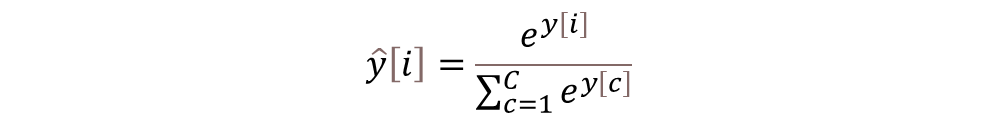 ŷ[i] = e^{y[i]} / ∑_{c=1}^{C} e^{y[c]}